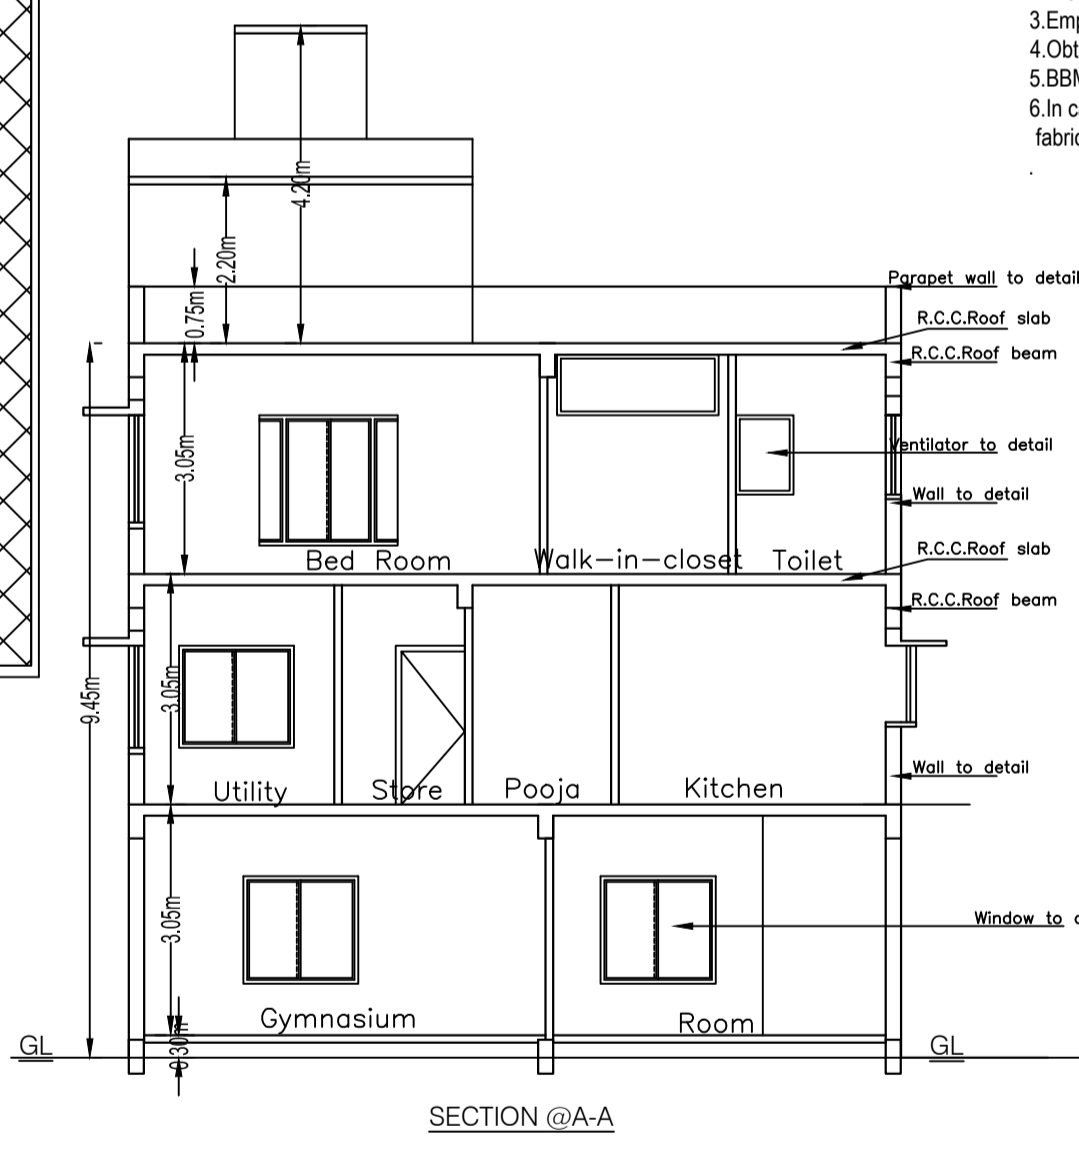 3.Emp
4.Obt
5.BBM
6.In c
fabric
.
4.20m
2.20m
0.75m
Parapet wall to detail
R.C.C.Roof slab
R.C.C.Roof beam
3.05m
Ventilator to detail
Wall to detail
Bed Room
Walk-in-closet
Toilet
R.C.C.Roof slab
R.C.C.Roof beam
9.45m
3.05m
Wall to detail
Utility
Store
Pooja
Kitchen
3.05m
Window to
Gymnasium
Room
0.30m
GL
GL
SECTION @A-A